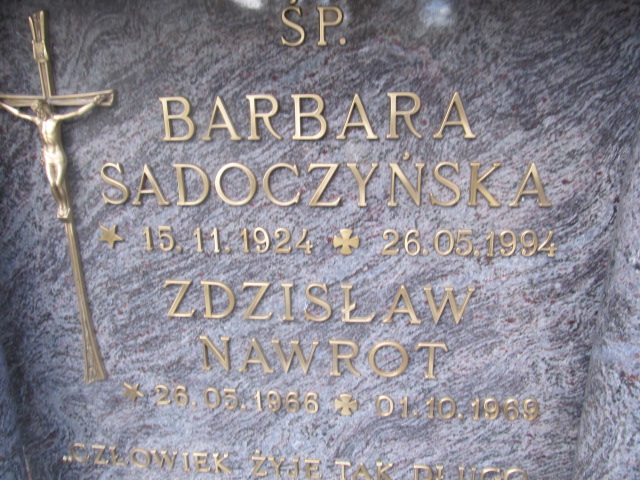 ŚP.
BARBARA
SADOCZYŃSKA
15.11.1924 26.05.1994
ZDZISŁAW
NAWROT
26.05.1966 01.10.1969
„CZŁOWIEK ŻYJE TAK DŁUGO